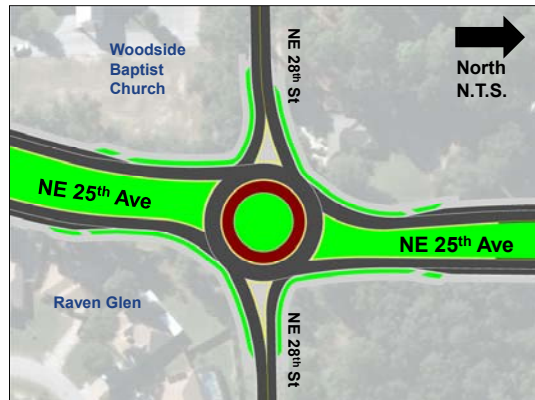 Woodside
Baptist
Church
NE 28th St
North
N.T.S.
NE 25th Ave
NE 25th Ave
Raven Glen
NE 28th St